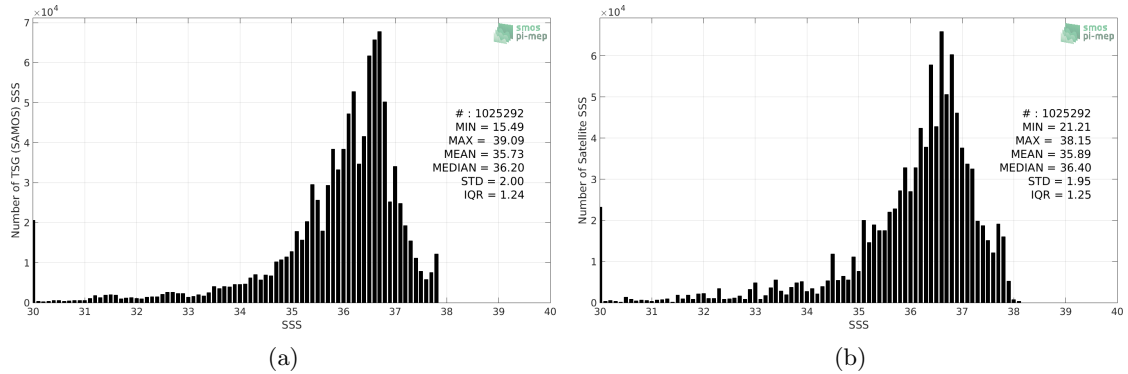 ×10⁴
7
6
5
4
3
2
1
0
Number of TSG (SAMOS) SSS
30 31 32 33 34 35 36 37 38 39 40
SSS
smos
pi-mep
# : 1025292
MIN = 15.49
MAX = 39.09
MEAN = 35.73
MEDIAN = 36.20
STD = 2.00
IQR = 1.24
(a)
×10⁴
6
5
4
3
2
1
0
Number of Satellite SSS
30 31 32 33 34 35 36 37 38 39 40
SSS
smos
pi-mep
# : 1025292
MIN = 21.21
MAX = 38.15
MEAN = 35.89
MEDIAN = 36.40
STD = 1.95
IQR = 1.25
(b)